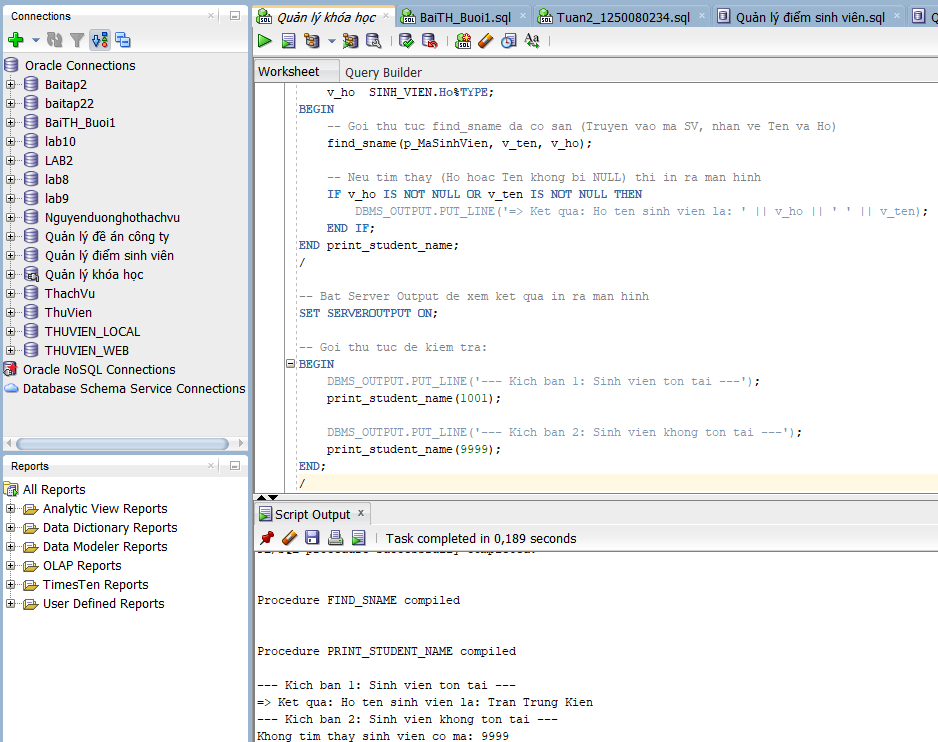 Connections
Oracle Connections
Baitap2
baitap22
BaiTH_Buoi1
lab10
LAB2
lab8
lab9
Nguyenduonghothachvu
Quản lý đề án công ty
Quản lý điểm sinh viên
Quản lý khóa học
ThachVu
ThuVien
THUVIEN_LOCAL
THUVIEN_WEB
Oracle NoSQL Connections
Database Schema Service Connections
Reports
All Reports
Analytic View Reports
Data Dictionary Reports
Data Modeler Reports
OLAP Reports
TimesTen Reports
User Defined Reports
Quản lý khóa học
BaiTH_Buoi1.sql
Tuan2_1250080234.sql
Quản lý điểm sinh viên.sql
Q
Worksheet
Query Builder
v_ho SINH_VIEN.Ho%TYPE;
BEGIN
-- Goi thu tuc find_sname da co san (Truyen vao ma SV, nhan ve Ten va Ho)
find_sname(p_MaSinhVien, v_ten, v_ho);
-- Neu tim thay (Ho hoac Ten khong bi NULL) thi in ra man hinh
IF v_ho IS NOT NULL OR v_ten IS NOT NULL THEN
DBMS_OUTPUT.PUT_LINE('=> Ket qua: Ho ten sinh vien la: ' || v_ho || ' ' || v_ten);
END IF;
END print_student_name;
/
-- Bat Server Output de xem ket qua in ra man hinh
SET SERVEROUTPUT ON;
-- Goi thu tuc de kiem tra:
BEGIN
DBMS_OUTPUT.PUT_LINE('--- Kich ban 1: Sinh vien ton tai ---');
print_student_name(1001);
DBMS_OUTPUT.PUT_LINE('--- Kich ban 2: Sinh vien khong ton tai ---');
print_student_name(9999);
END;
/
Script Output
Task completed in 0,189 seconds
PL/SQL procedure successfully completed.
Procedure FIND_SNAME compiled
Procedure PRINT_STUDENT_NAME compiled
--- Kich ban 1: Sinh vien ton tai ---
=> Ket qua: Ho ten sinh vien la: Tran Trung Kien
--- Kich ban 2: Sinh vien khong ton tai ---
Khong tim thay sinh vien co ma: 9999